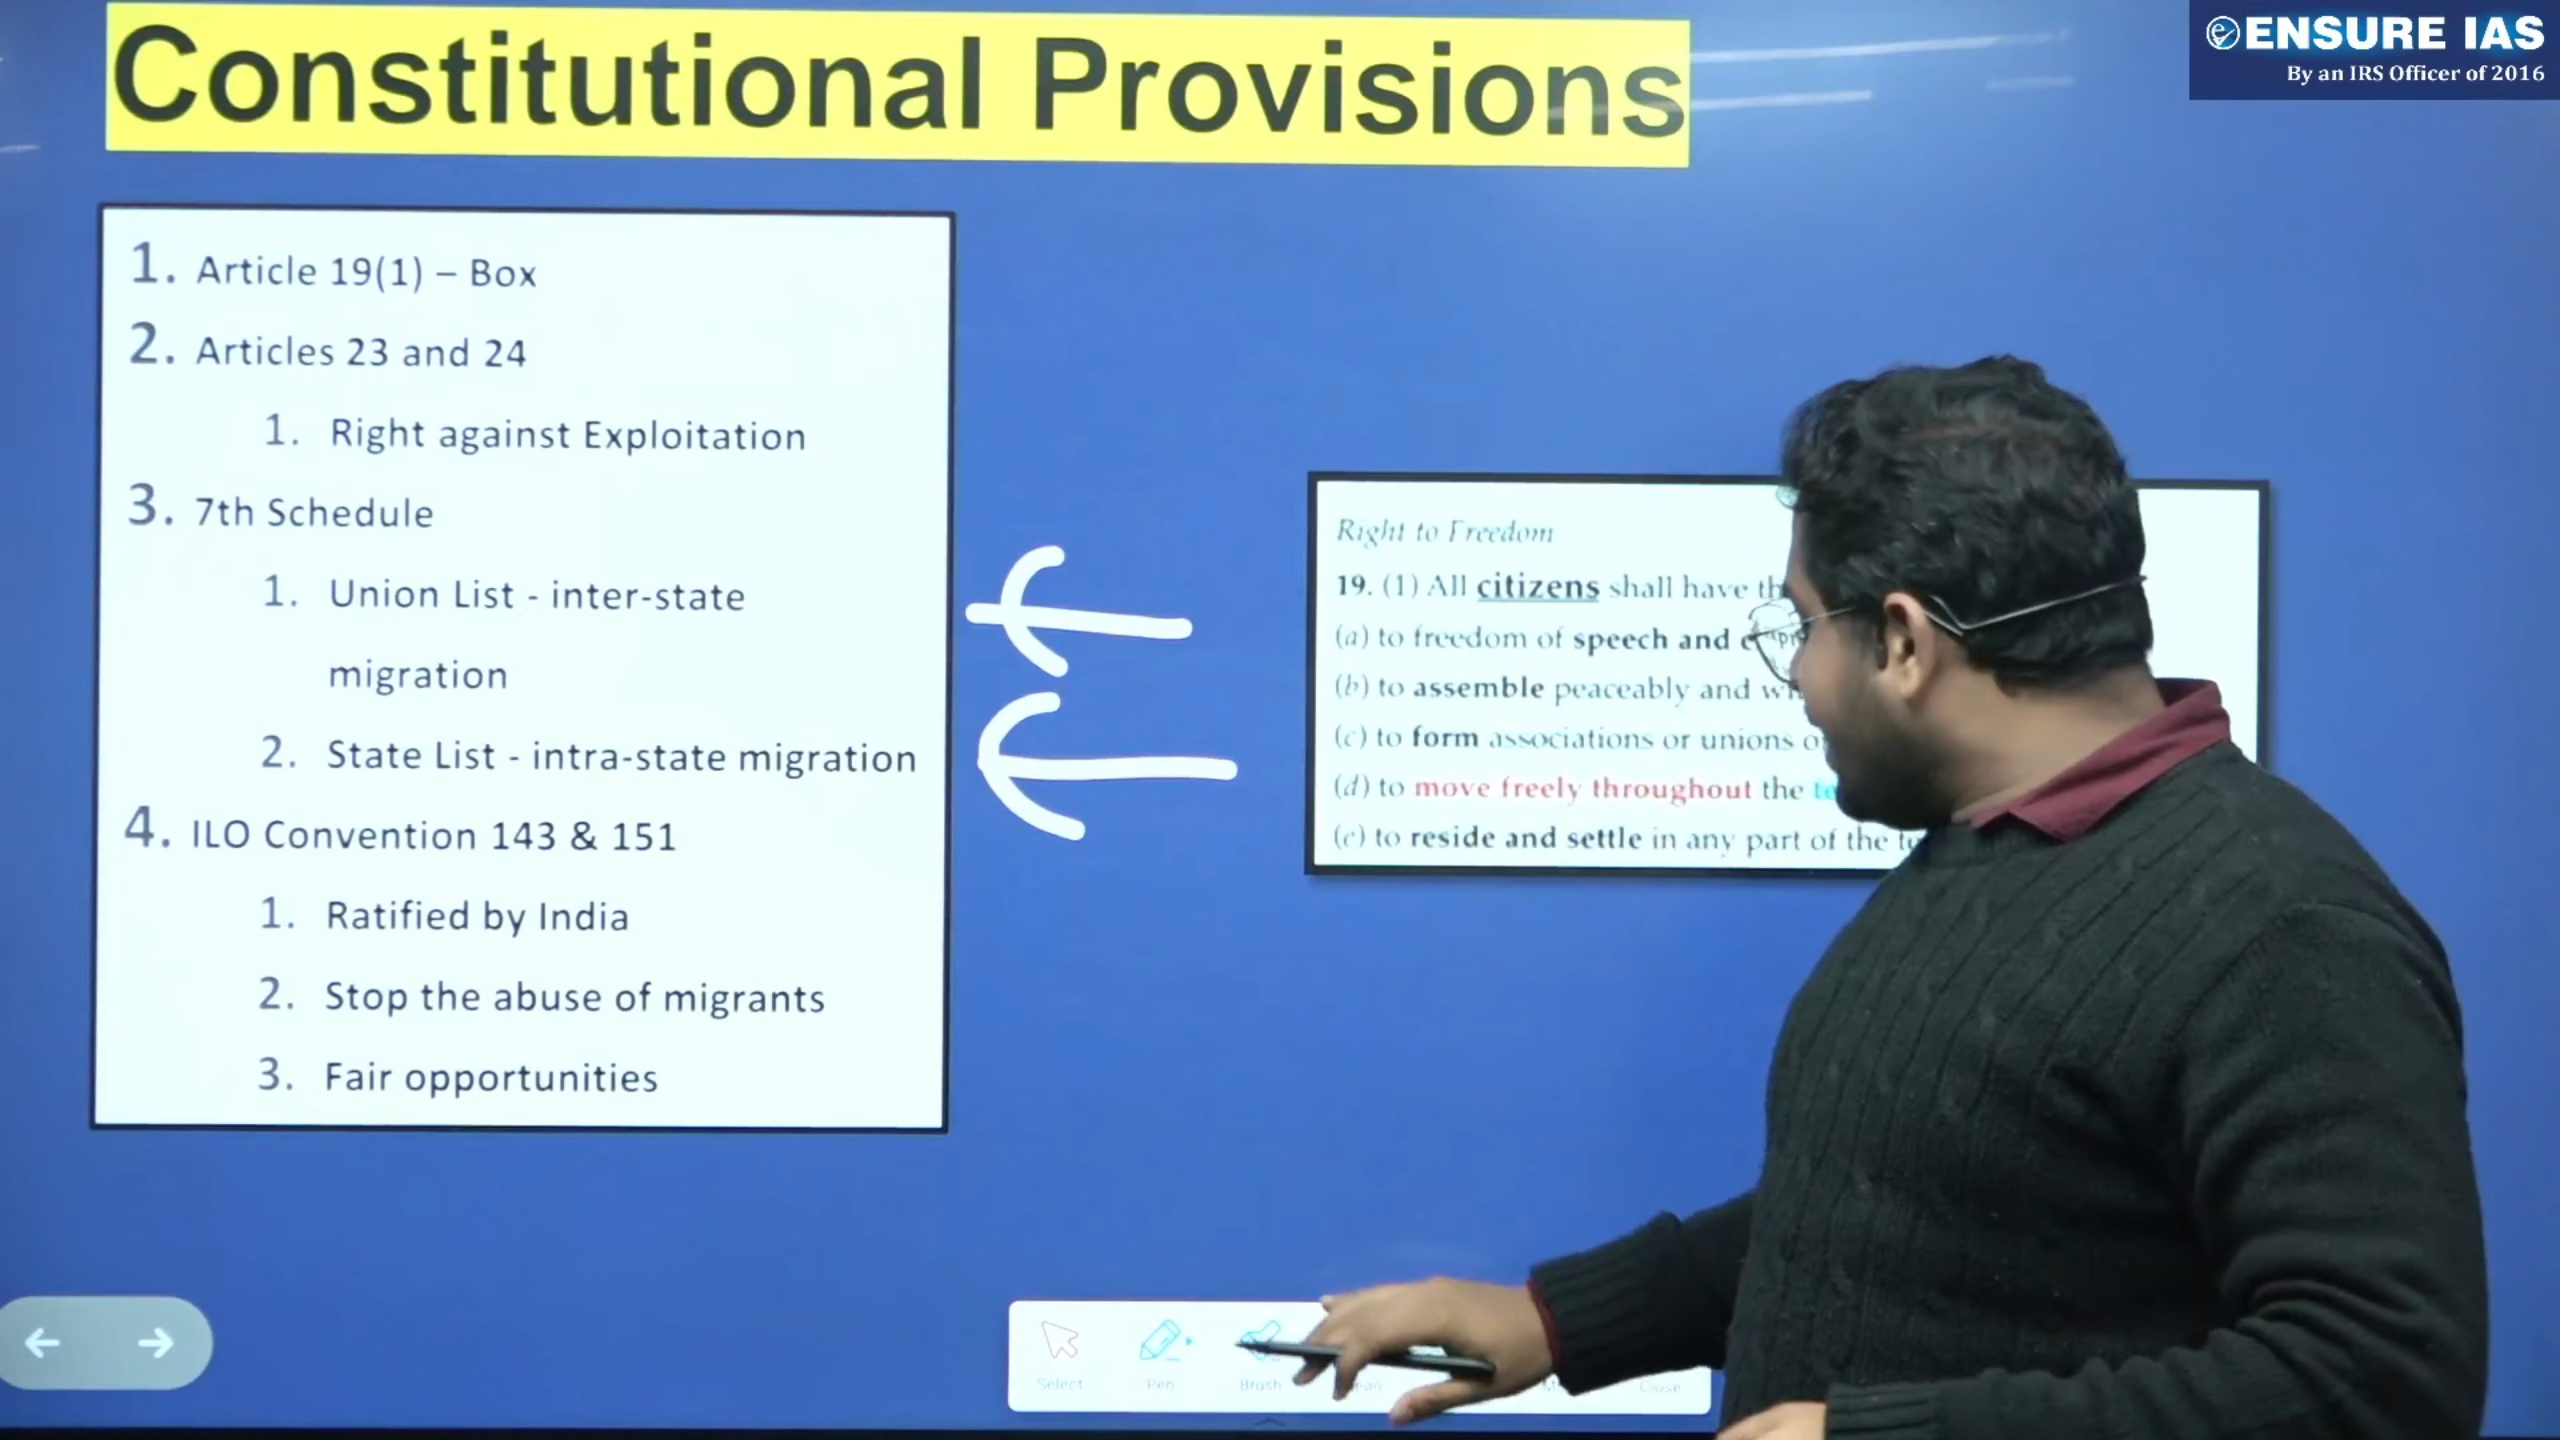 Constitutional Provisions
ENSURE IAS
By an IRS Officer of 2016
1. Article 19(1) – Box
2. Articles 23 and 24
1. Right against Exploitation
3. 7th Schedule
1. Union List - inter-state
migration
2. State List - intra-state migration
4. ILO Convention 143 & 151
1. Ratified by India
2. Stop the abuse of migrants
3. Fair opportunities
Right to Freedom
19. (1) All citizens shall have
(a) to freedom of speech and
(b) to assemble peaceably and
(c) to form associations or unions
(d) to move freely throughout the
(e) to reside and settle in any part of the
Select
Pen
Brush
Close